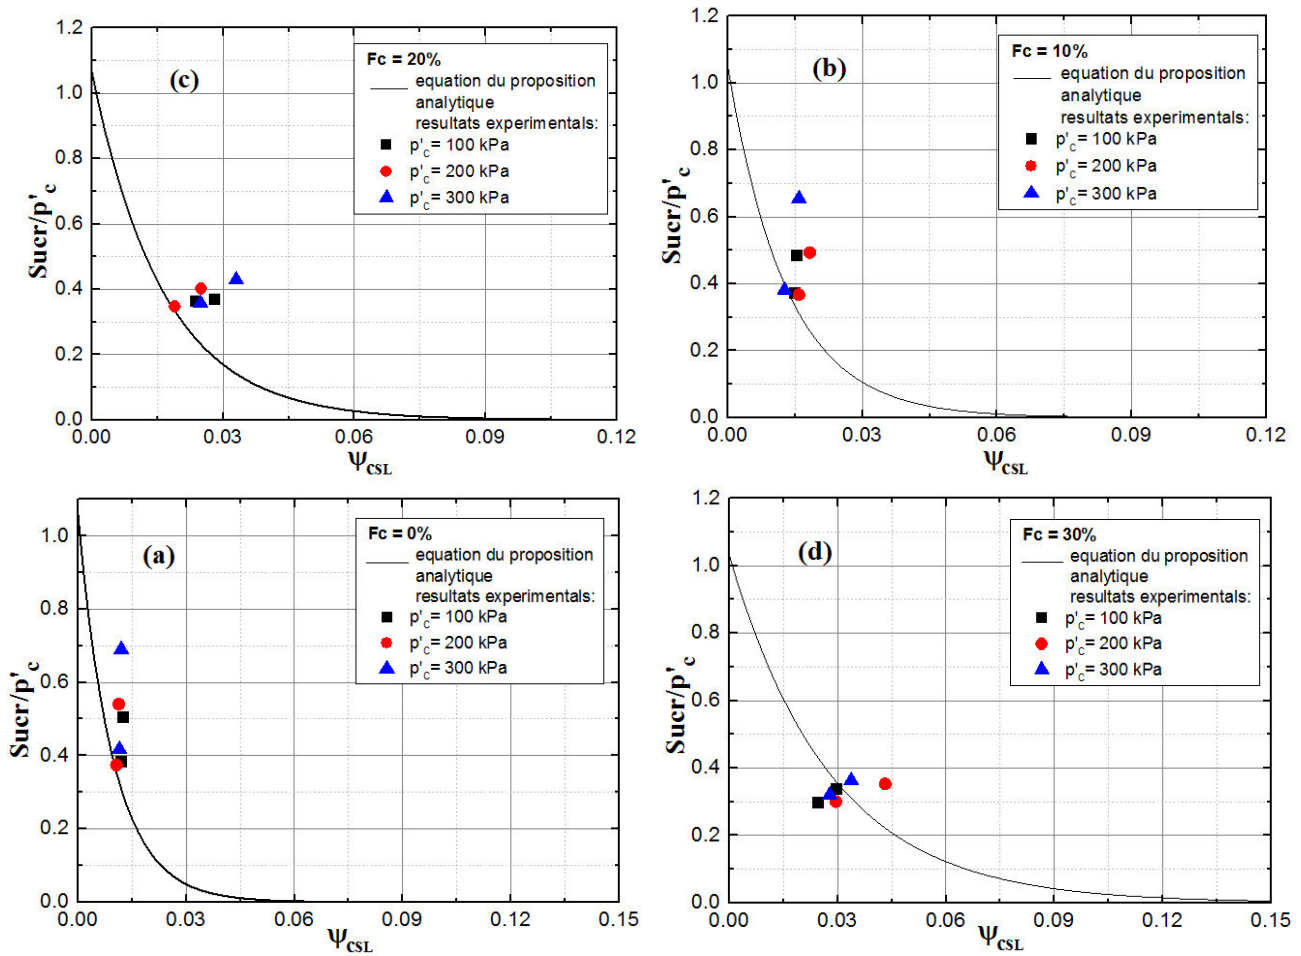 (c)
Fc = 20%
equation du proposition
analytique
resultats experimentals:
p'c= 100 kPa
p'c= 200 kPa
p'c= 300 kPa
1.2
1.0
0.8
0.6
0.4
0.2
0.0
Sucr/p'c
0.00 0.03 0.06 0.09 0.12
ΨCSL
(b)
Fc = 10%
equation du proposition
analytique
resultats experimentals:
p'c= 100 kPa
p'c= 200 kPa
p'c= 300 kPa
1.2
1.0
0.8
0.6
0.4
0.2
0.0
Sucr/p'c
0.00 0.03 0.06 0.09 0.12
ΨCSL
(a)
Fc = 0%
equation du proposition
analytique
resultats experimentals:
p'c= 100 kPa
p'c= 200 kPa
p'c= 300 kPa
1.0
0.8
0.6
0.4
0.2
0.0
Sucr/p'c
0.00 0.03 0.06 0.09 0.12 0.15
ΨCSL
(d)
Fc = 30%
equation du proposition
analytique
resultats experimentals:
p'c= 100 kPa
p'c= 200 kPa
p'c= 300 kPa
1.2
1.0
0.8
0.6
0.4
0.2
0.0
Sucr/p'c
0.00 0.03 0.06 0.09 0.12 0.15
ΨCSL